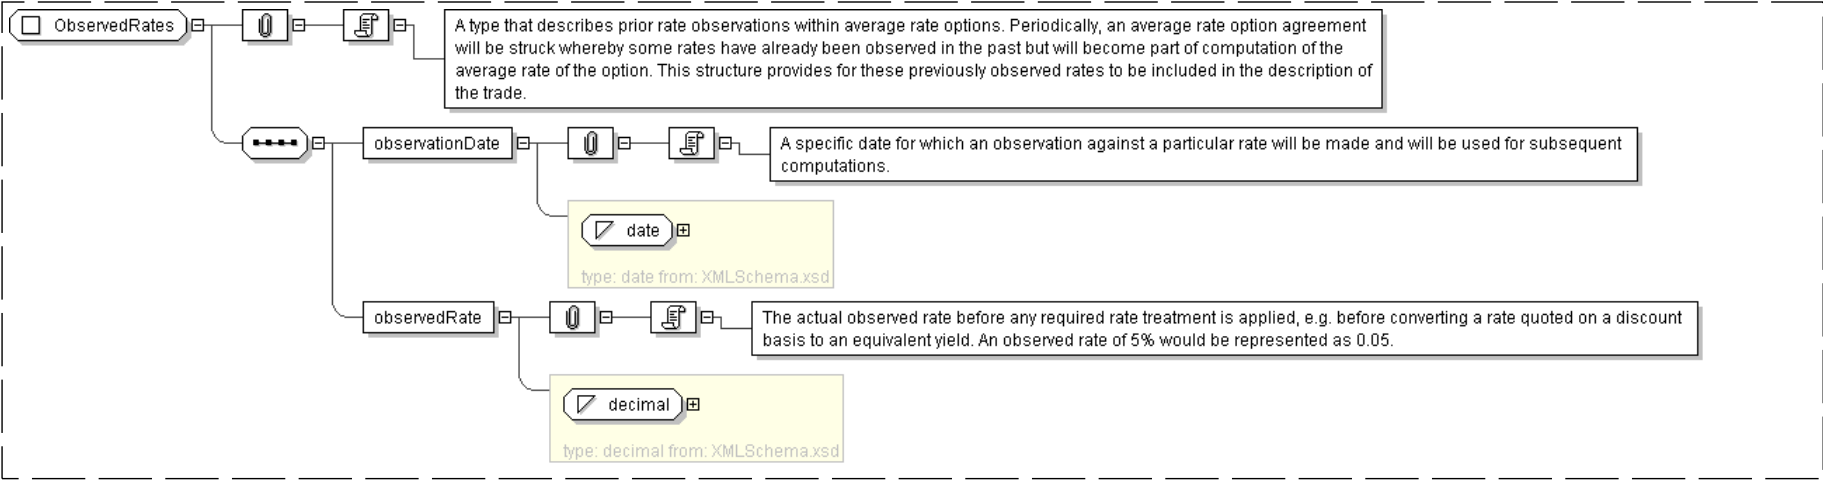 ObservedRates
A type that describes prior rate observations within average rate options. Periodically, an average rate option agreement
will be struck whereby some rates have already been observed in the past but will become part of computation of the
average rate of the option. This structure provides for these previously observed rates to be included in the description of
the trade.
observationDate
A specific date for which an observation against a particular rate will be made and will be used for subsequent
computations.
date
type: date from: XMLSchema.xsd
observedRate
The actual observed rate before any required rate treatment is applied, e.g. before converting a rate quoted on a discount
basis to an equivalent yield. An observed rate of 5% would be represented as 0.05.
decimal
type: decimal from: XMLSchema.xsd